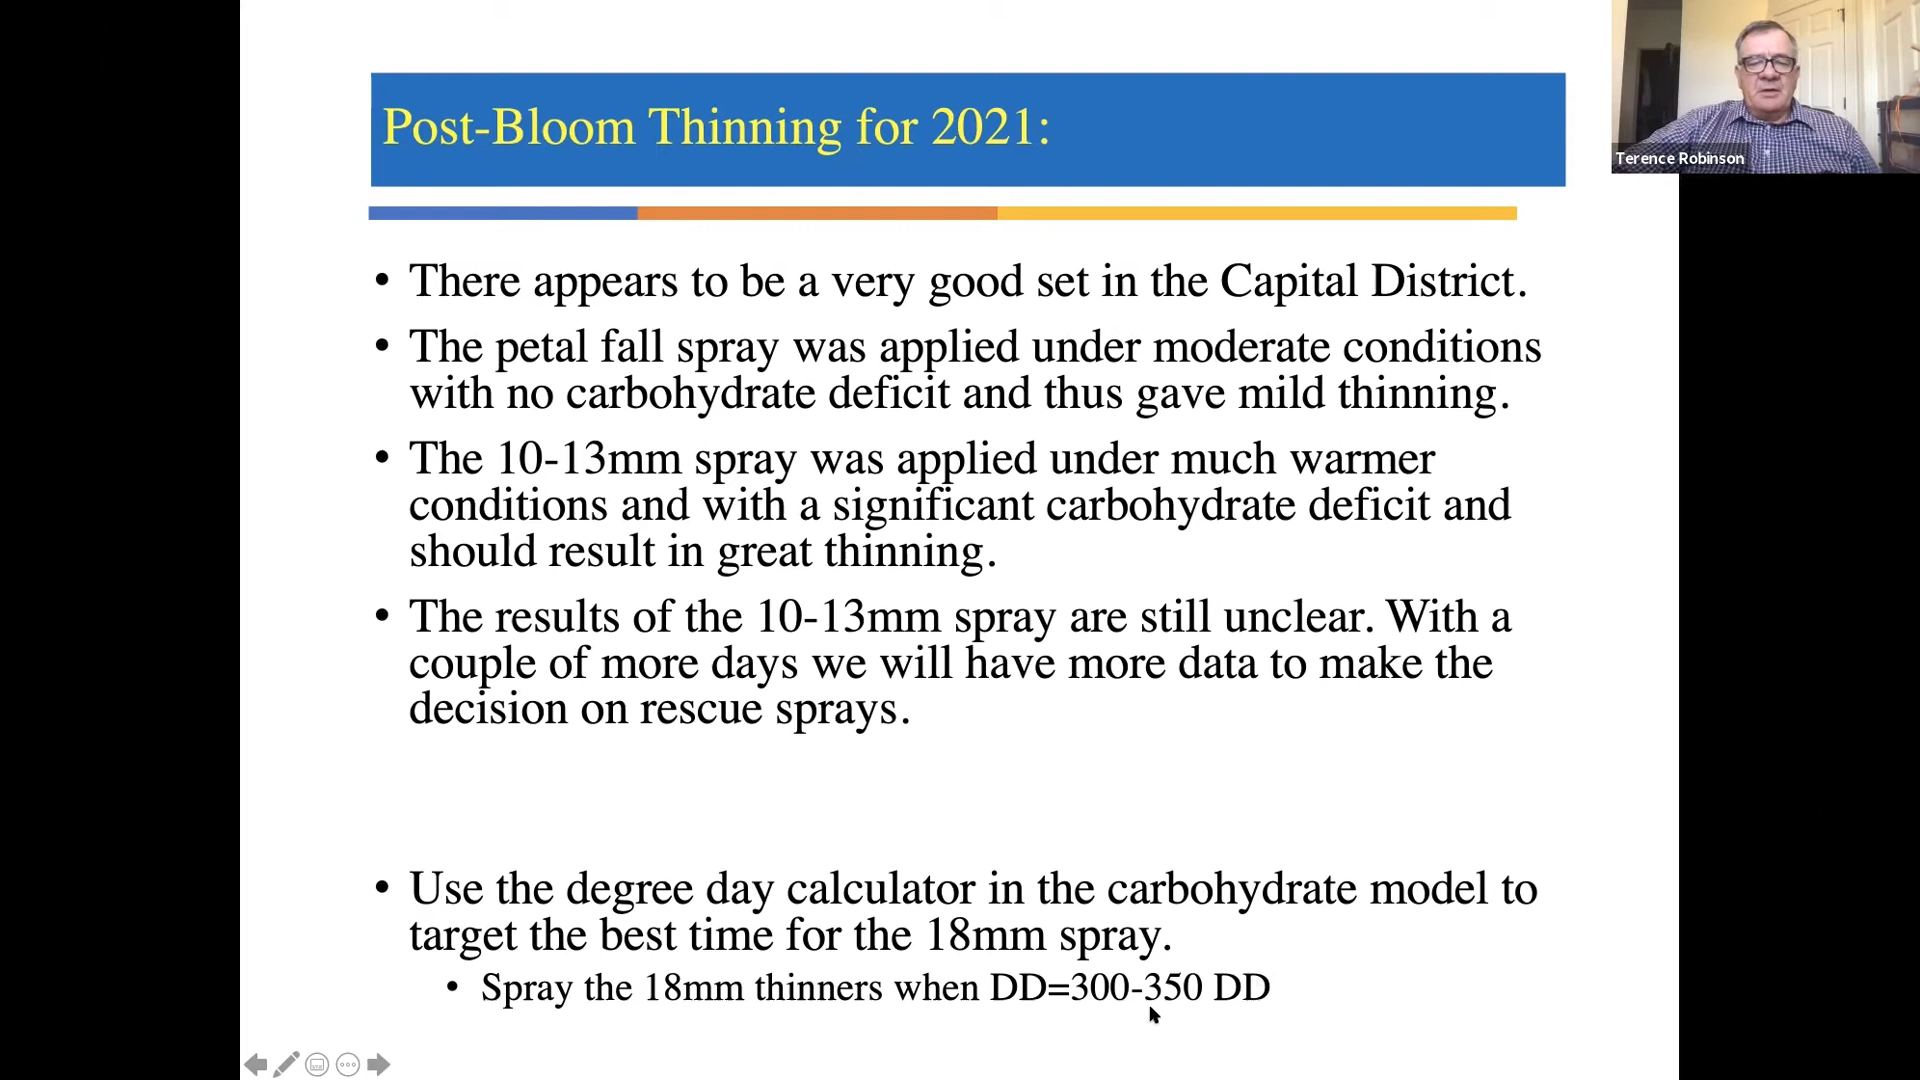 Post-Bloom Thinning for 2021:
Terence Robinson
• There appears to be a very good set in the Capital District.
• The petal fall spray was applied under moderate conditions
with no carbohydrate deficit and thus gave mild thinning.
• The 10-13mm spray was applied under much warmer
conditions and with a significant carbohydrate deficit and
should result in great thinning.
• The results of the 10-13mm spray are still unclear. With a
couple of more days we will have more data to make the
decision on rescue sprays.
• Use the degree day calculator in the carbohydrate model to
target the best time for the 18mm spray.
• Spray the 18mm thinners when DD=300-350 DD